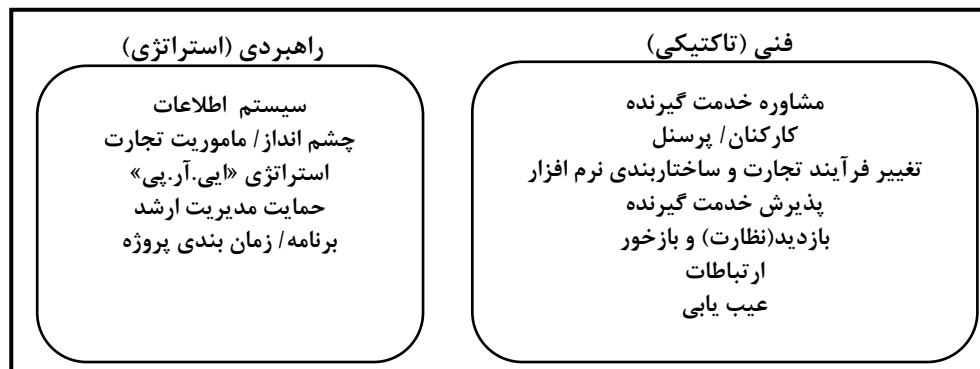 فنی (تاکتیکی)
مشاوره خدمت گیرنده
کارکنان/ پرسنل
تغییر فرآیند تجارت و ساختاربندی نرم افزار
پذیرش خدمت گیرنده
بازدید(نظارت) و بازخور
ارتباطات
عیب یابی
راهبردی (استراتژی)
سیستم اطلاعات
چشم انداز/ ماموریت تجارت
استراتژی «ایی.آر.پی»
حمایت مدیریت ارشد
برنامه/ زمان بندی پروژه